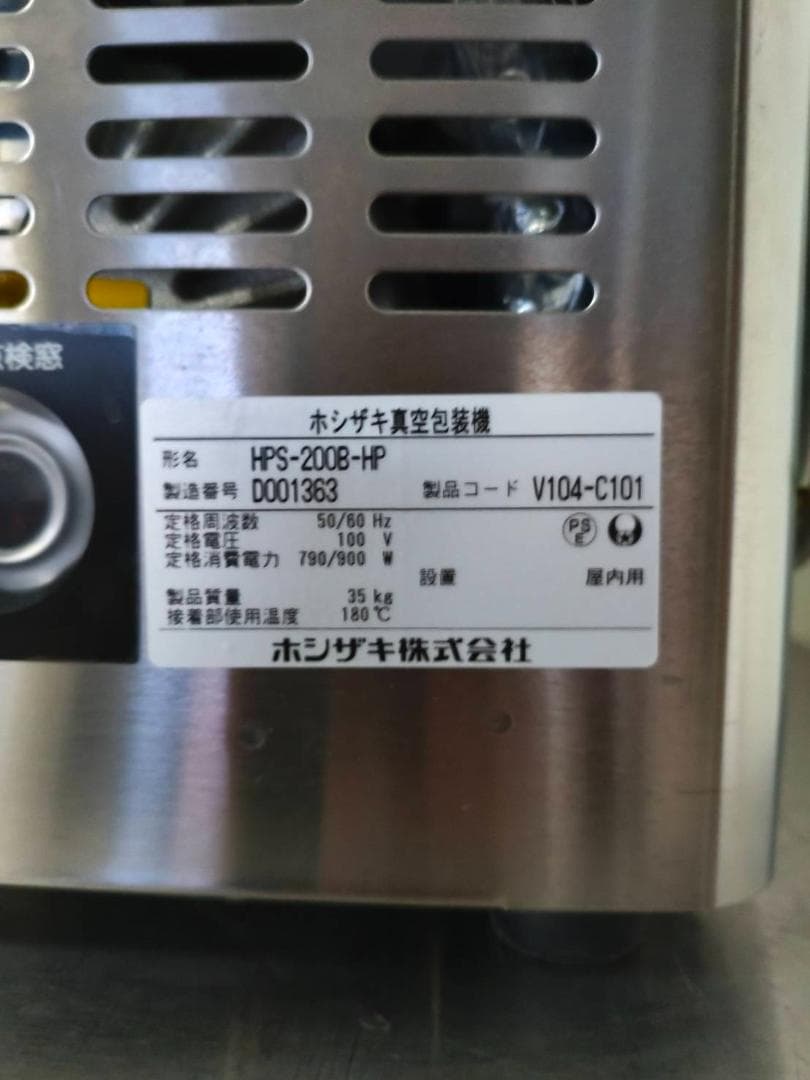 検窓
ホシザキ真空包装機
形名 HPS-200B-HP
製造番号 D001363 製品コード V104-C101
定格周波数 50/60 Hz
定格電圧 100 V
定格消費電力 790/900 W
PS
E
設置 屋内用
製品質量 35 kg
接着部使用温度 180℃
ホシザキ株式会社